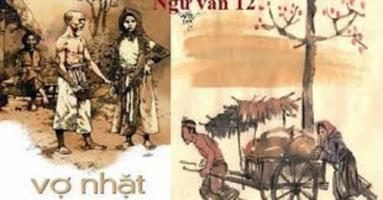 Ngữ văn 12
vợ nhặt